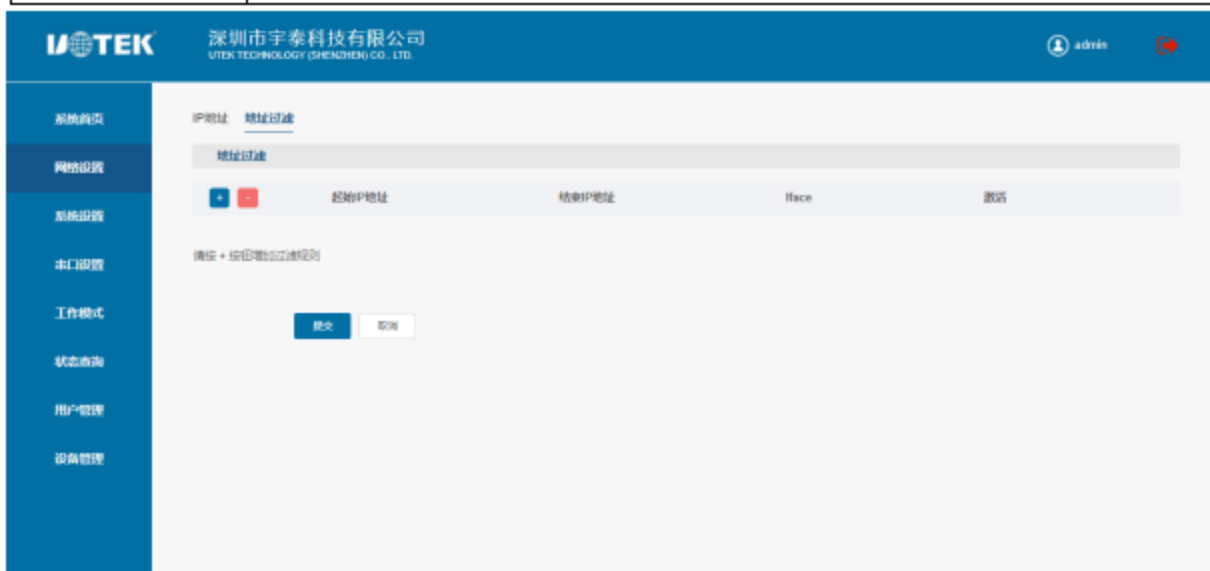 UOTEK
深圳市宇泰科技有限公司
UTEK TECHNOLOGY (SHENZHEN) CO., LTD.
admin
系统首页
网络设置
系统设置
串口设置
工作模式
状态查询
用户管理
设备管理
IP地址 地址过滤
地址过滤
+ - 起始IP地址 结束IP地址 Iface 激活
请按 + 按钮增加过滤规则
提交 取消